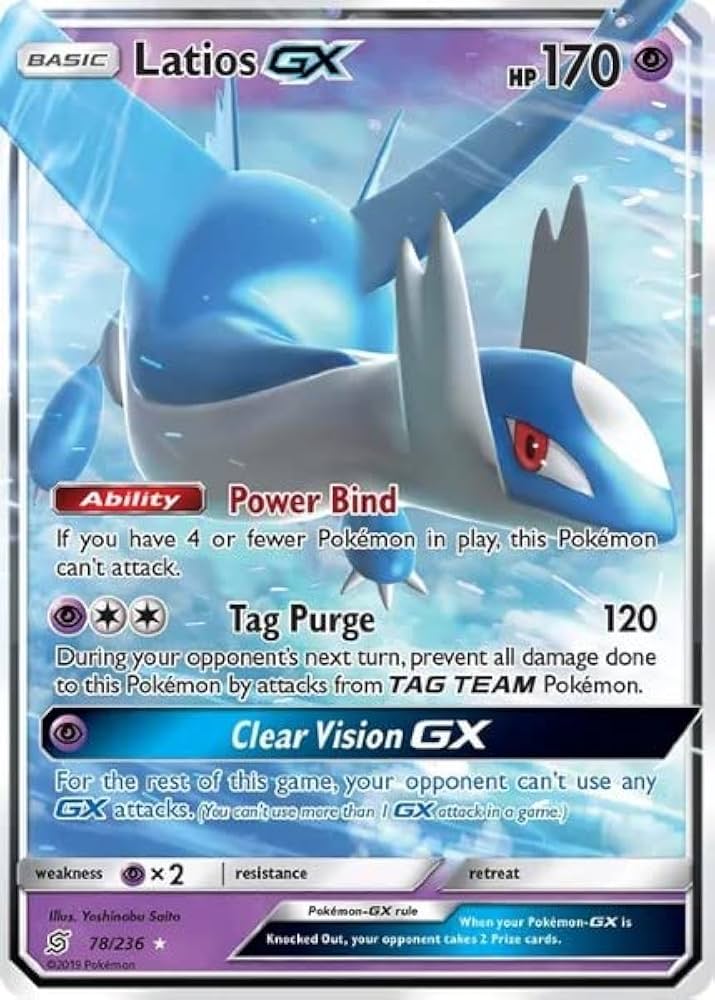 BASIC Latios GX HP 170
Ability Power Bind
If you have 4 or fewer Pokémon in play, this Pokémon
can't attack.
Tag Purge 120
During your opponent's next turn, prevent all damage done
to this Pokémon by attacks from TAG TEAM Pokémon.
Clear Vision GX
For the rest of this game, your opponent can't use any
GX attacks. (You can't use more than 1 GX attack in a game.)
weakness ×2 resistance retreat
Illus. Yoshinobu Saito
78/236
©2019 Pokémon
Pokémon-GX rule
When your Pokémon-GX is
Knocked Out, your opponent takes 2 Prize cards.